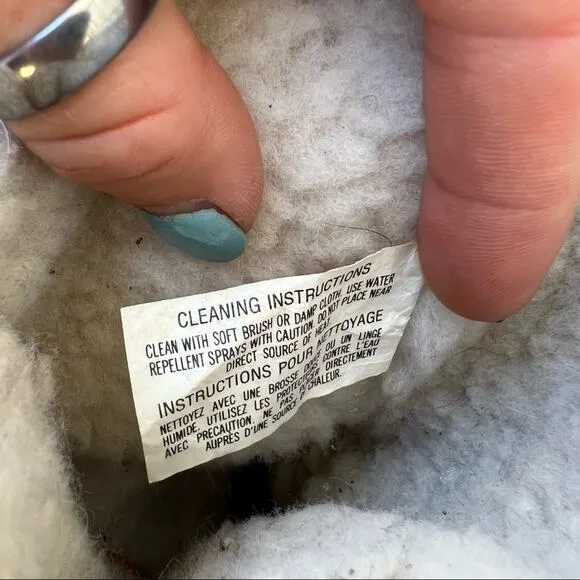 CLEANING INSTRUCTIONS
CLEAN WITH SOFT BRUSH OR DAMP CLOTH. USE WATER
REPELLENT SPRAYS WITH CAUTION. DO NOT PLACE NEAR
DIRECT SOURCE OF HEAT.
INSTRUCTIONS POUR NETTOYAGE
NETTOYEZ AVEC UNE BROSSE DOUCE OU UN LINGE
HUMIDE. UTILISEZ LES PROTECTEURS CONTRE L'EAU
AVEC PRÉCAUTION. NE PAS PLACER DIRECTEMENT
AUPRÈS D'UNE SOURCE DE CHALEUR.